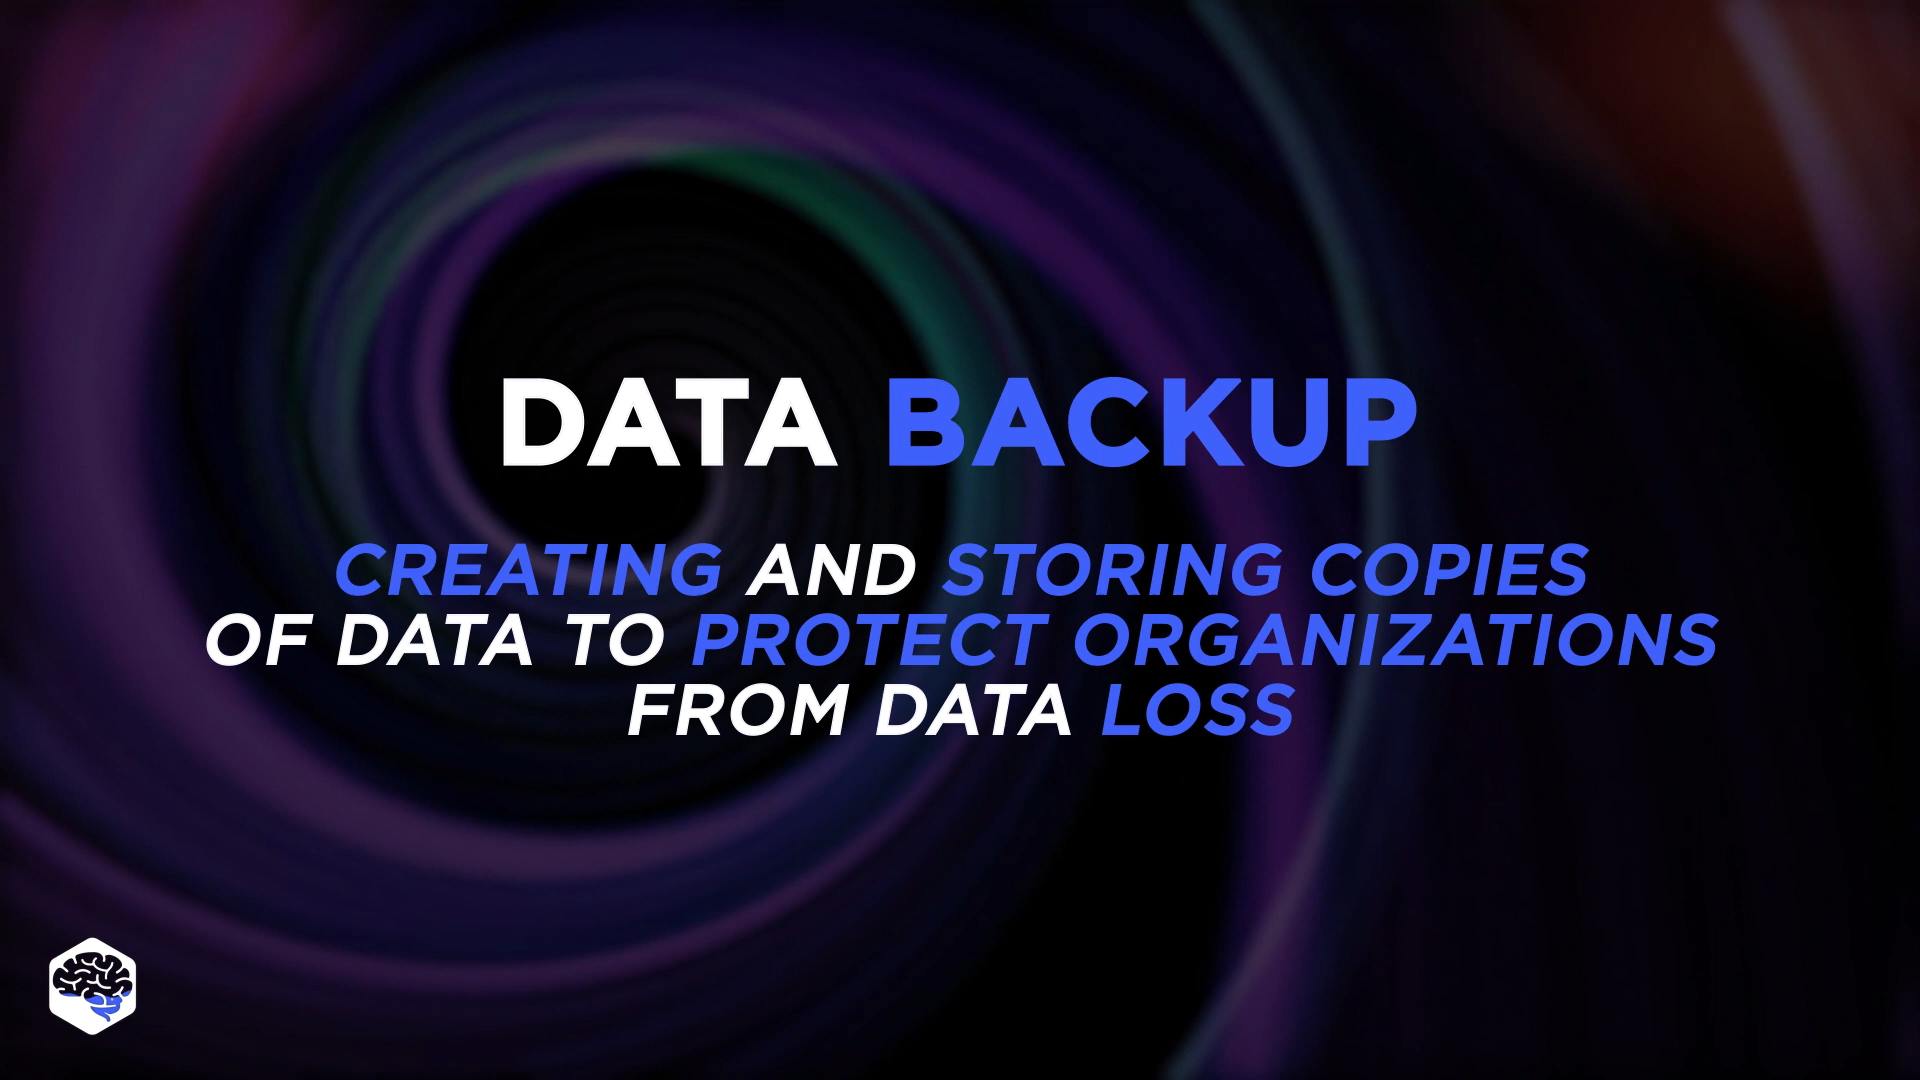 DATA BACKUP
CREATING AND STORING COPIES
OF DATA TO PROTECT ORGANIZATIONS
FROM DATA LOSS